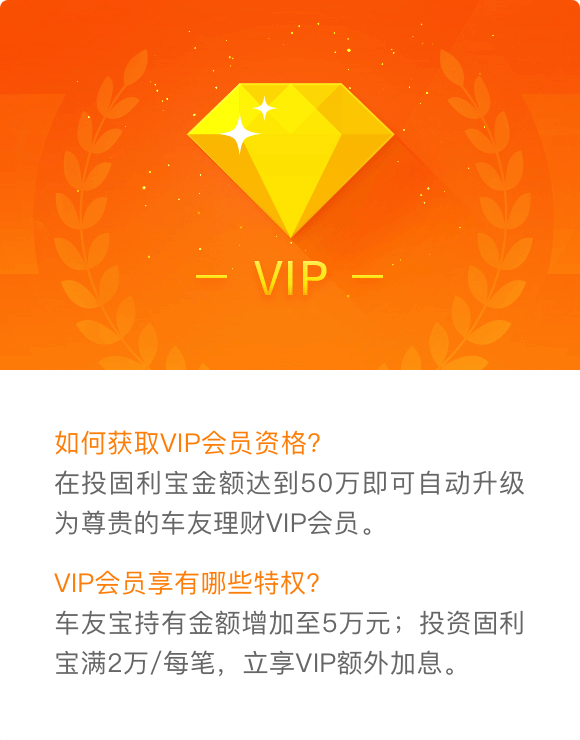 — VIP —
如何获取VIP会员资格?
在投固利宝金额达到50万即可自动升级
为尊贵的车友理财VIP会员。
VIP会员享有哪些特权?
车友宝持有金额增加至5万元；投资固利
宝满2万/每笔，立享VIP额外加息。